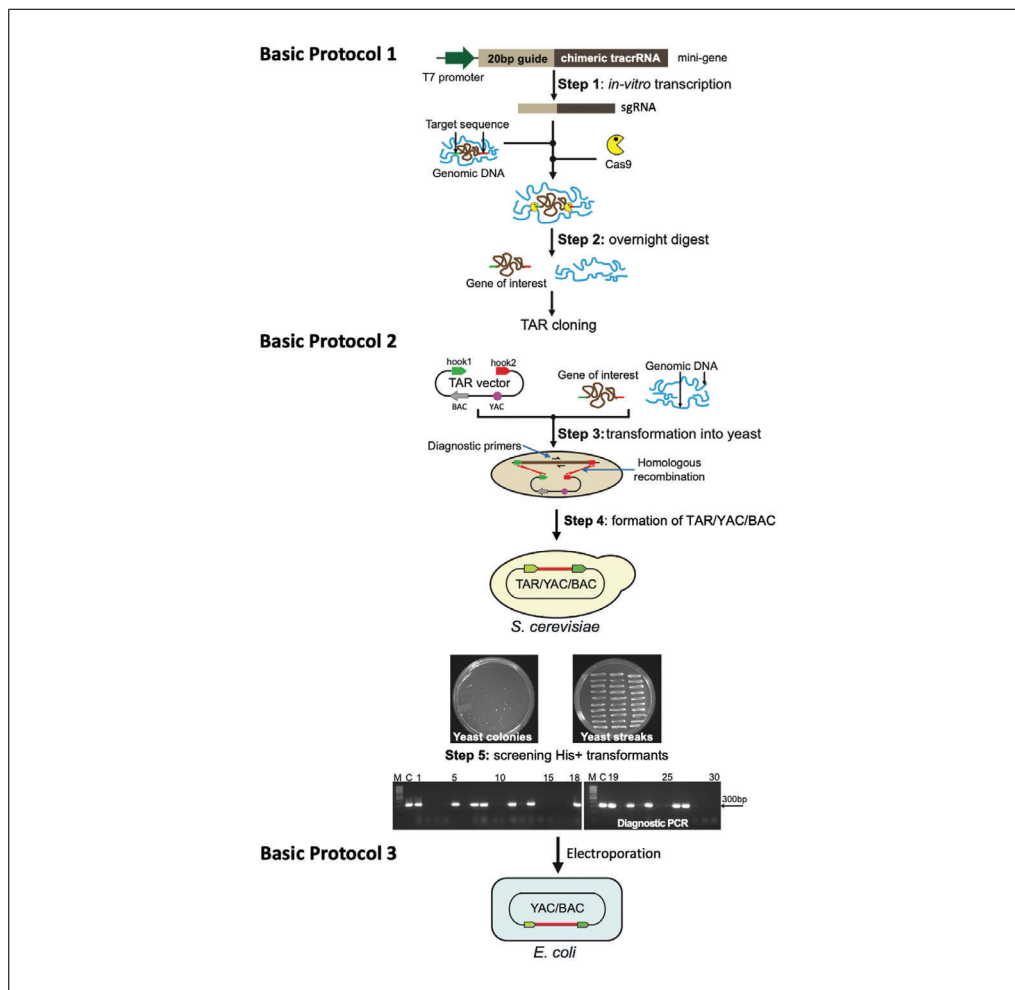 Basic Protocol 1
20bp guide chimeric tracrRNA mini-gene
T7 promoter
Step 1: in-vitro transcription
sgRNA
Target sequence
Genomic DNA
Cas9
Step 2: overnight digest
Gene of interest
TAR cloning
Basic Protocol 2
hook1 hook2
TAR vector
BAC YAC
Gene of interest
Genomic DNA
Step 3: transformation into yeast
Diagnostic primers
Homologous
recombination
Step 4: formation of TAR/YAC/BAC
TAR/YAC/BAC
S. cerevisiae
Yeast colonies Yeast streaks
Step 5: screening His+ transformants
M C 1 5 10 15 18 M C 19 25 30
300bp
Diagnostic PCR
Basic Protocol 3
Electroporation
YAC/BAC
E. coli